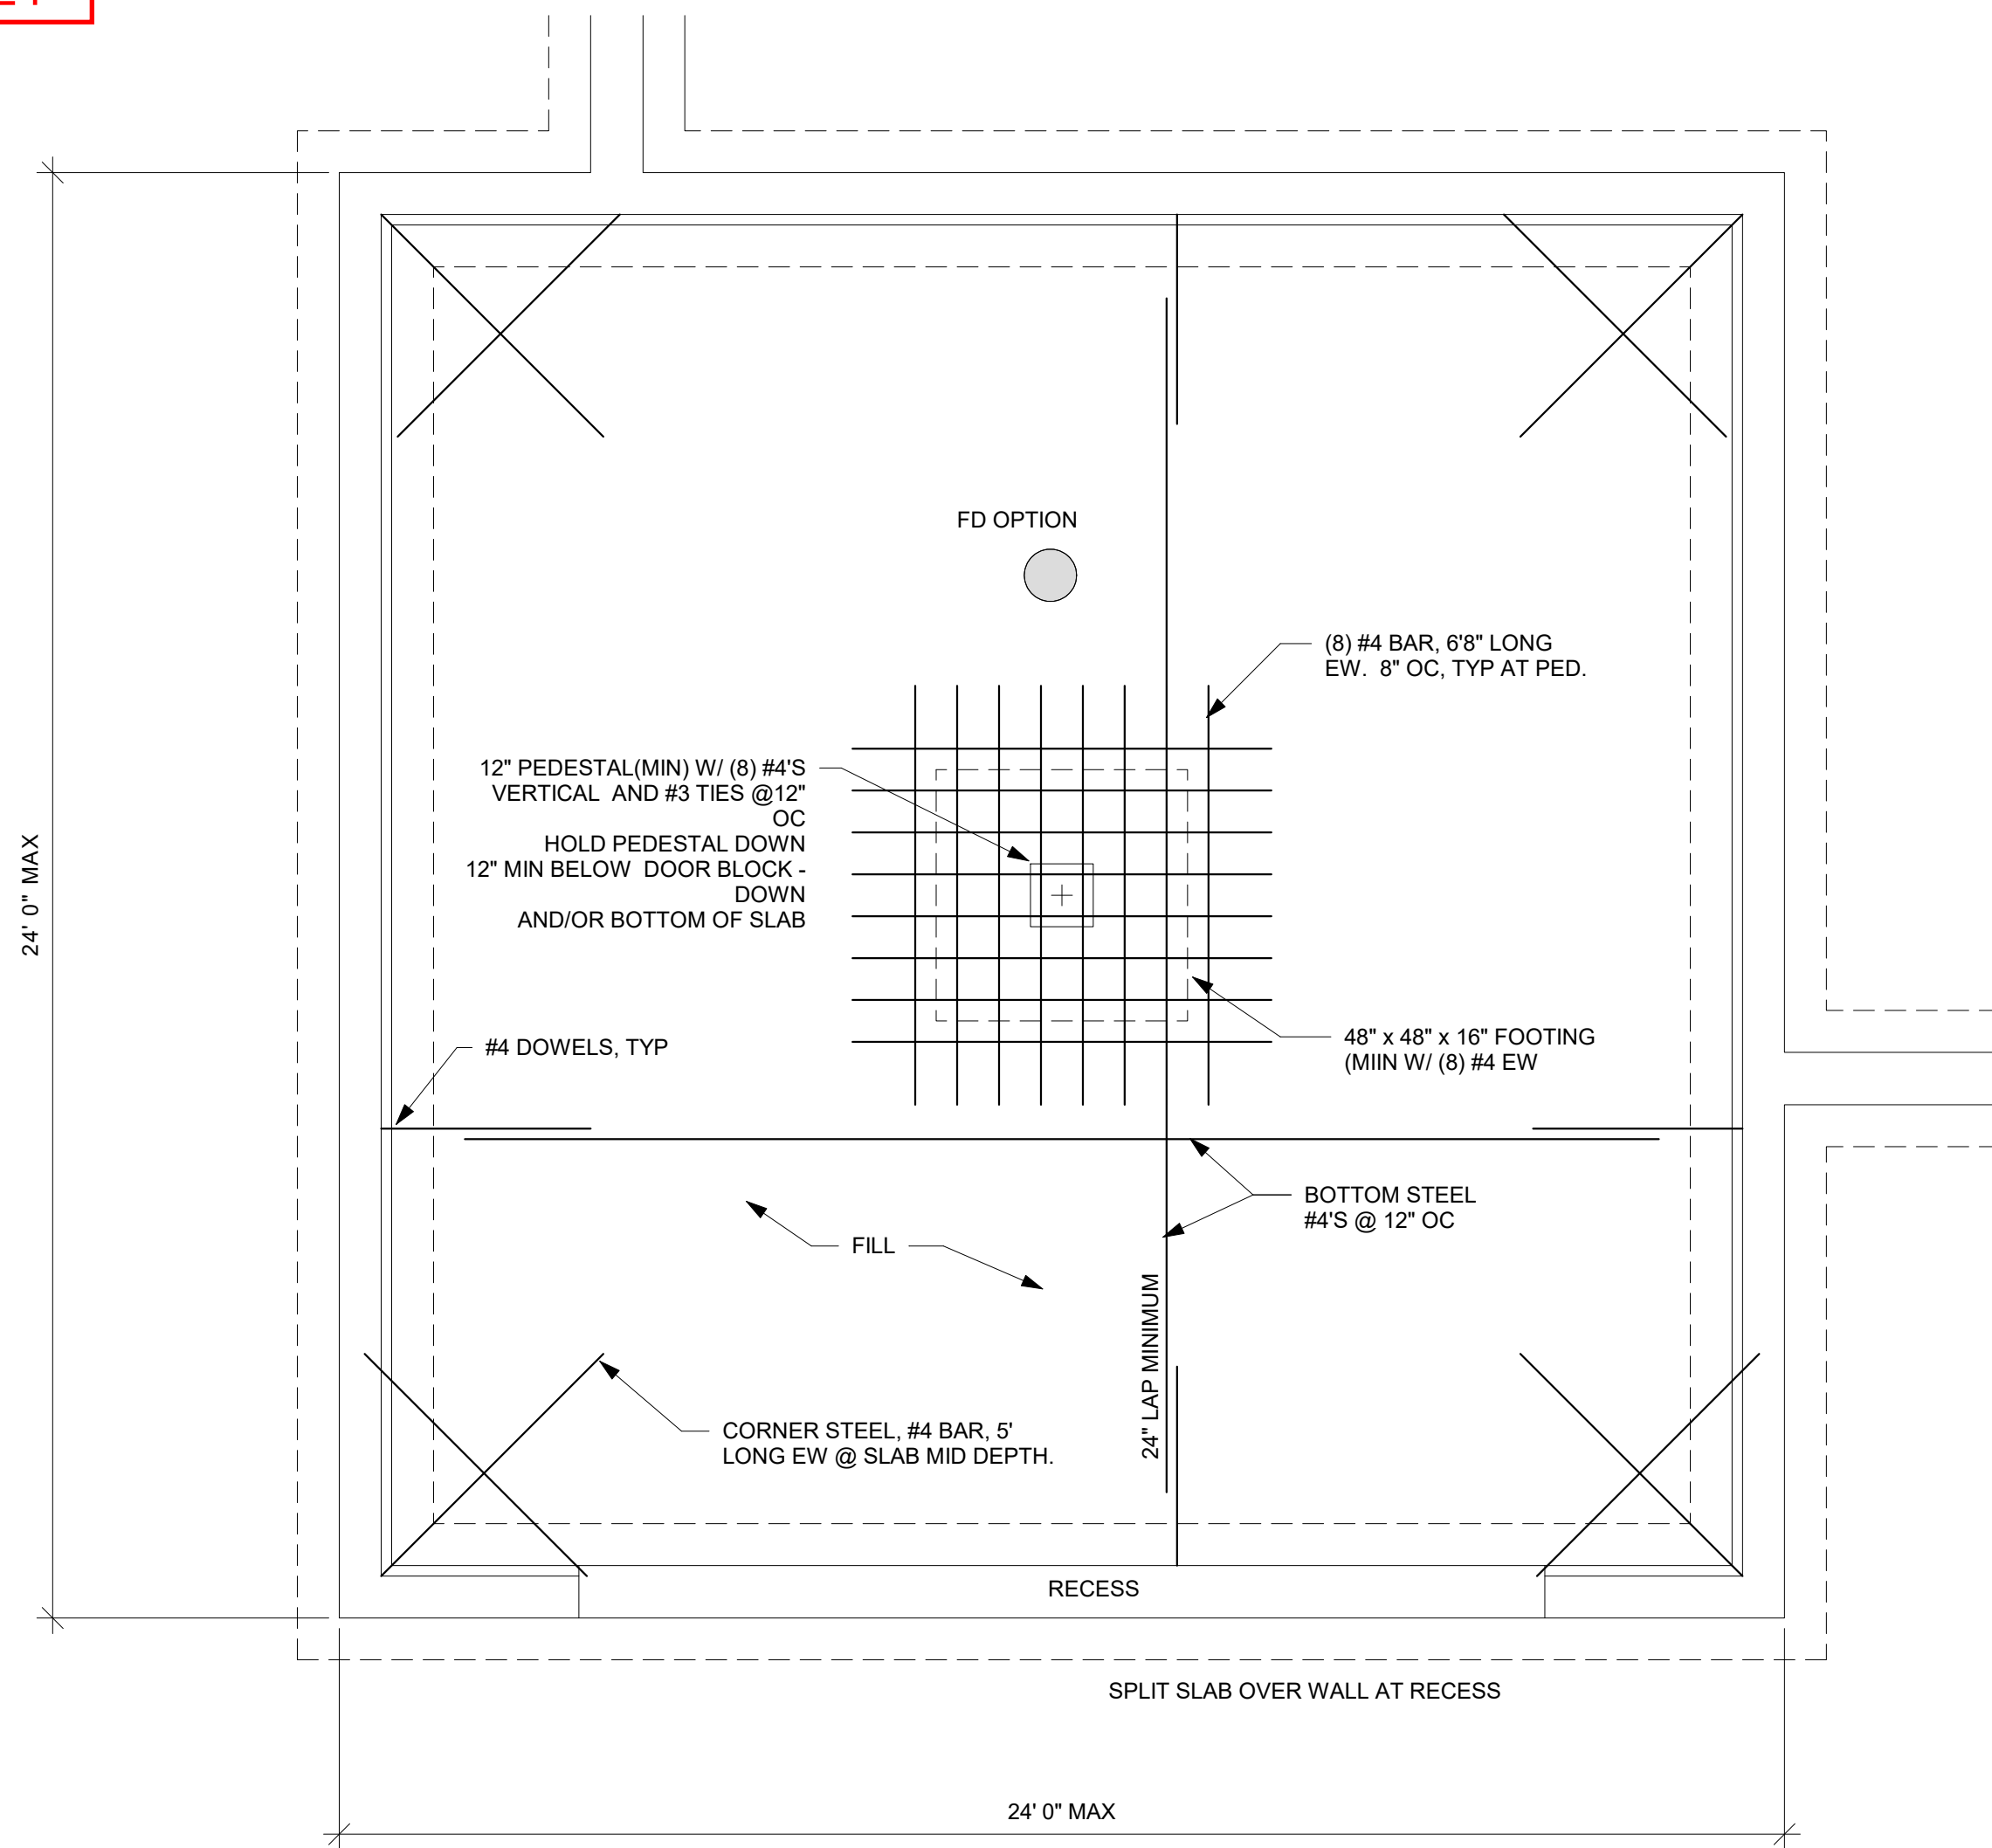 FD OPTION
(8) #4 BAR, 6'8" LONG
EW. 8" OC, TYP AT PED.
12" PEDESTAL(MIN) W/ (8) #4'S
VERTICAL AND #3 TIES @12"
OC
HOLD PEDESTAL DOWN
12" MIN BELOW DOOR BLOCK -
DOWN
AND/OR BOTTOM OF SLAB
24' 0" MAX
#4 DOWELS, TYP
48" x 48" x 16" FOOTING
(MIIN W/ (8) #4 EW
BOTTOM STEEL
#4'S @ 12" OC
FILL
24" LAP MINIMUM
CORNER STEEL, #4 BAR, 5'
LONG EW @ SLAB MID DEPTH.
RECESS
SPLIT SLAB OVER WALL AT RECESS
24' 0" MAX